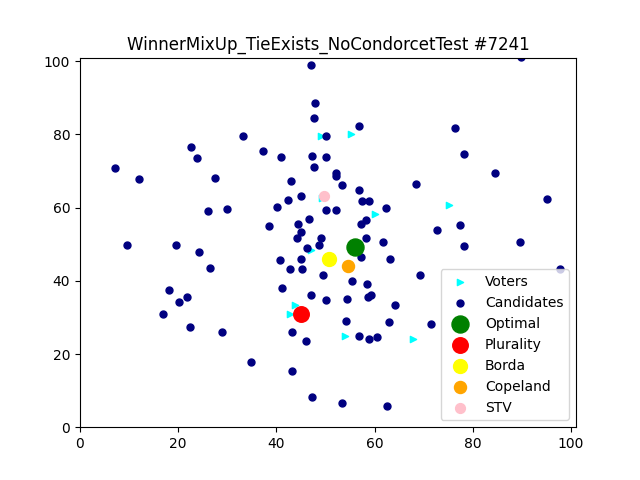 WinnerMixUp_TieExists_NoCondorcetTest #7241
100
80
60
40
20
0
0 20 40 60 80 100
Voters
Candidates
Optimal
Plurality
Borda
Copeland
STV